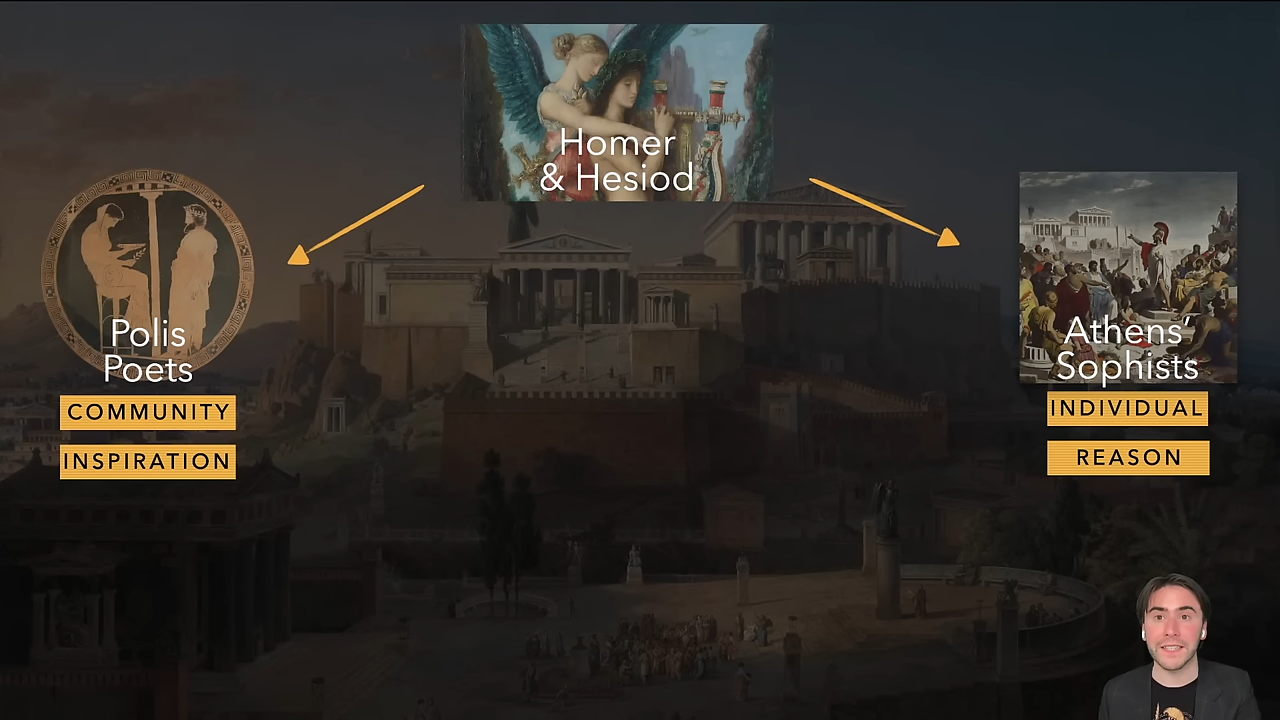 Homer
& Hesiod
Polis
Poets
COMMUNITY
INSPIRATION
Athens’
Sophists
INDIVIDUAL
REASON